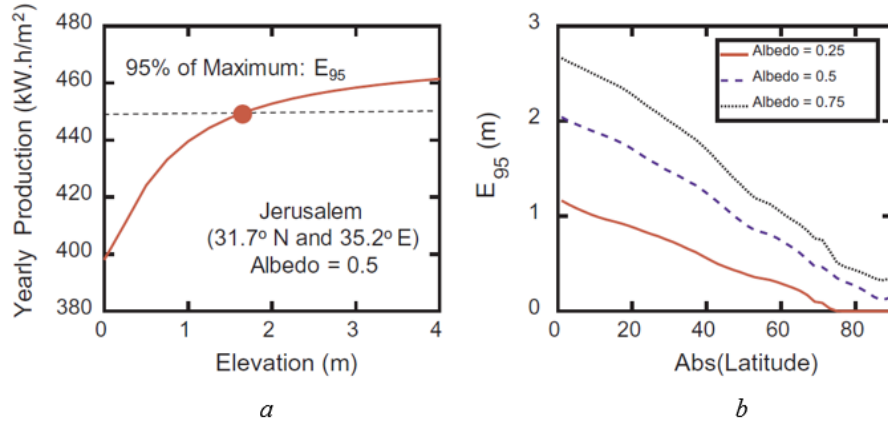 480
460
440
420
400
380
Yearly Production (kW.h/m²)
95% of Maximum: E₉₅
Jerusalem
(31.7º N and 35.2º E)
Albedo = 0.5
0 1 2 3 4
Elevation (m)
a
3
2
1
0
E₉₅ (m)
Albedo = 0.25
Albedo = 0.5
Albedo = 0.75
0 20 40 60 80
Abs(Latitude)
b